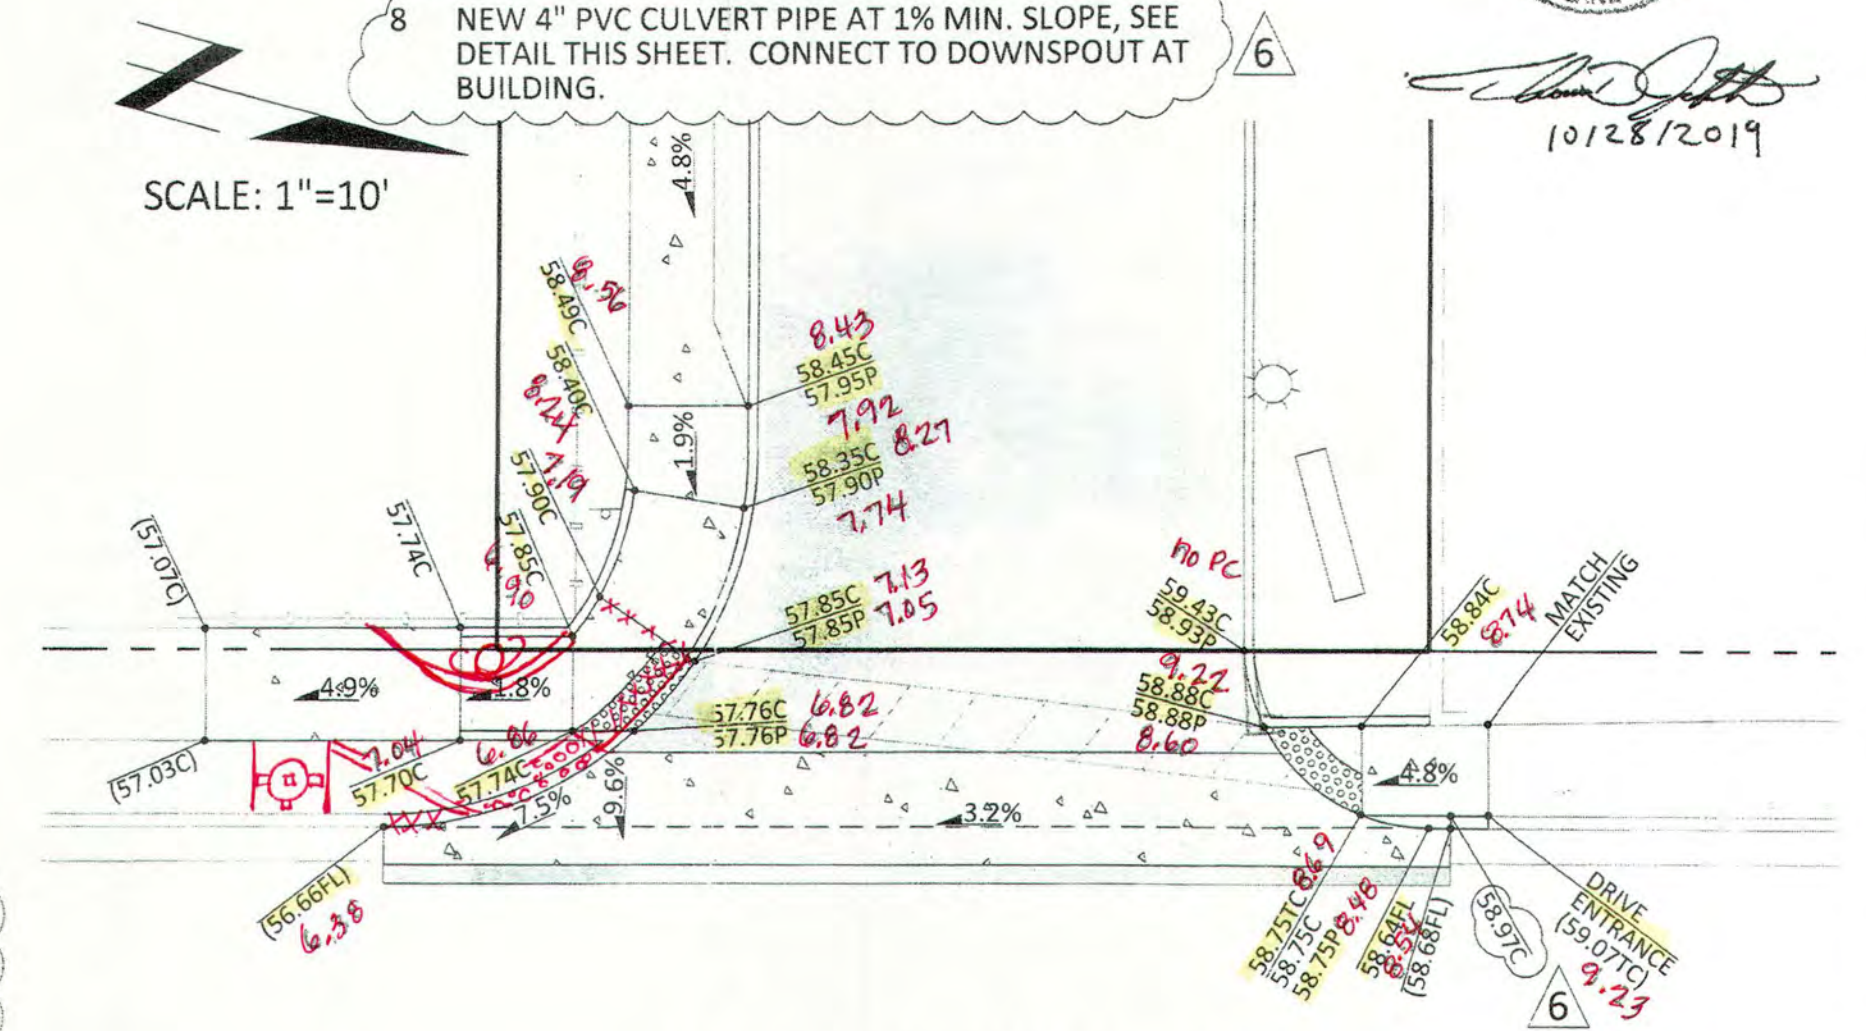 8 NEW 4" PVC CULVERT PIPE AT 1% MIN. SLOPE, SEE
DETAIL THIS SHEET. CONNECT TO DOWNSPOUT AT
BUILDING.
6
10/28/2019
SCALE: 1"=10'
4.8%
58.49C
8.56
58.40C
8.24
57.90C
7.19
57.85C
6.90
8.43
58.45C
57.95P
7.92
1.9%
8.27
58.35C
57.90P
7.74
(57.07C)
57.74C
57.85C 7.13
57.85P 7.05
no PC
59.43C
58.93P
9.22
58.84C
8.74
MATCH
EXISTING
4.9%
1.8%
57.76C 6.82
57.76P 6.82
58.88C
58.88P
8.60
(57.03C)
7.04
57.70C
6.86
57.74C
7.5%
9.6%
3.2%
4.8%
(56.66FL)
6.38
58.75TC 8.69
58.75C
58.75P 8.48
58.64FL
8.54
(58.68FL)
58.97C
DRIVE
ENTRANCE
(59.07TC)
9.23
6